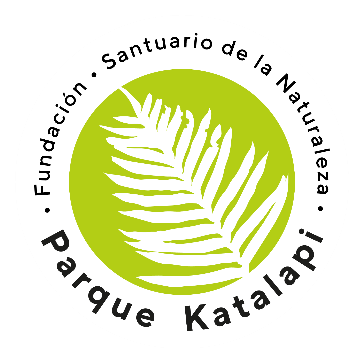 • Fundación • Santuario de la Naturaleza •
Parque Katalapi